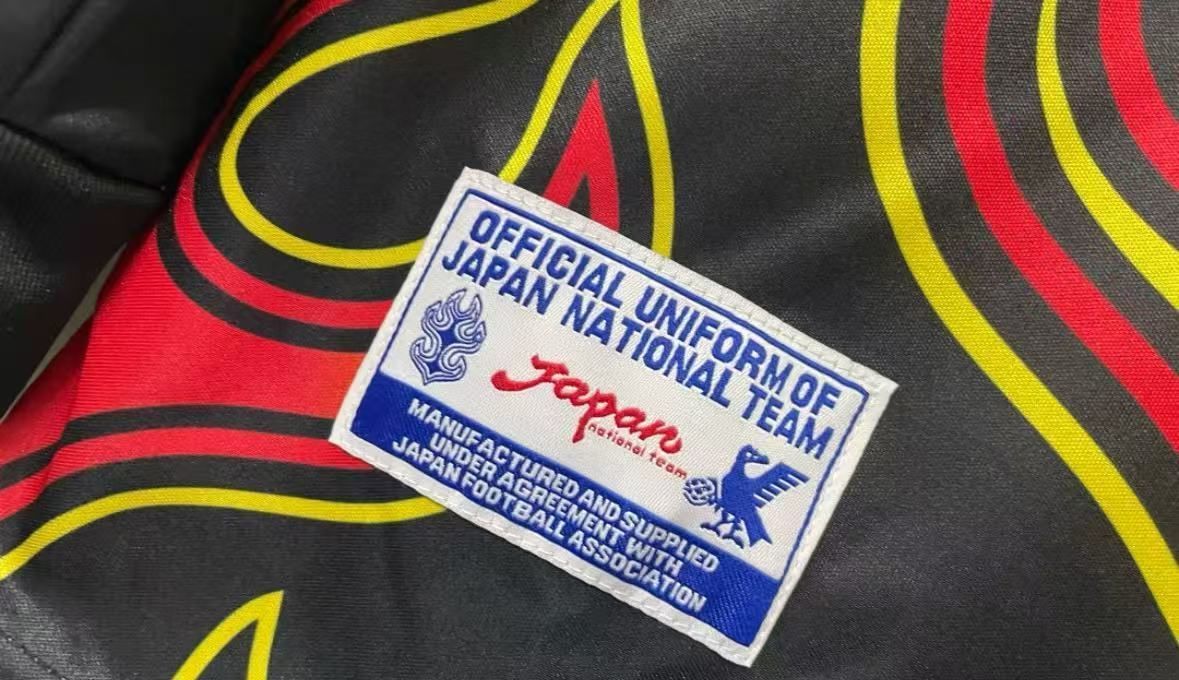 OFFICIAL UNIFORM OF
JAPAN NATIONAL TEAM
Japan
national team
MANUFACTURED AND SUPPLIED
UNDER AGREEMENT WITH
JAPAN FOOTBALL ASSOCIATION